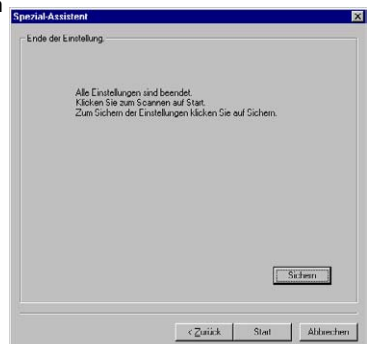 Spezial-Assistent
Ende der Einstellung.
Alle Einstellungen sind beendet.
Klicken Sie zum Scannen auf Start.
Zum Sichern der Einstellungen klicken Sie auf Sichern.
Sichern
< Zurück Start Abbrechen